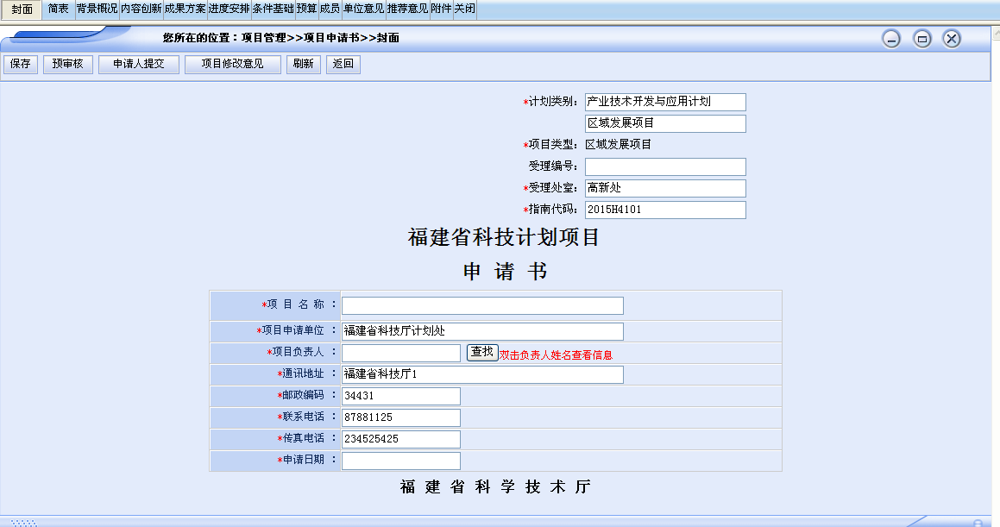 封面 简表 背景概况 内容创新 成果方案 进度安排 条件基础 预算 成员 单位意见 推荐意见 附件 关闭
您所在的位置：项目管理>>项目申请书>>封面
保存 预审核 申请人提交 项目修改意见 刷新 返回
*计划类别: 产业技术开发与应用计划
区域发展项目
*项目类型: 区域发展项目
受理编号:
*受理处室: 高新处
*指南代码: 2015H4101
福建省科技计划项目
申 请 书
*项 目 名 称 :
*项目申请单位 : 福建省科技厅计划处
*项目负责人 : 查找 双击负责人姓名查看信息
*通讯地址 : 福建省科技厅1
*邮政编码 : 34431
*联系电话 : 87881125
*传真电话 : 234525425
*申请日期 :
福 建 省 科 学 技 术 厅